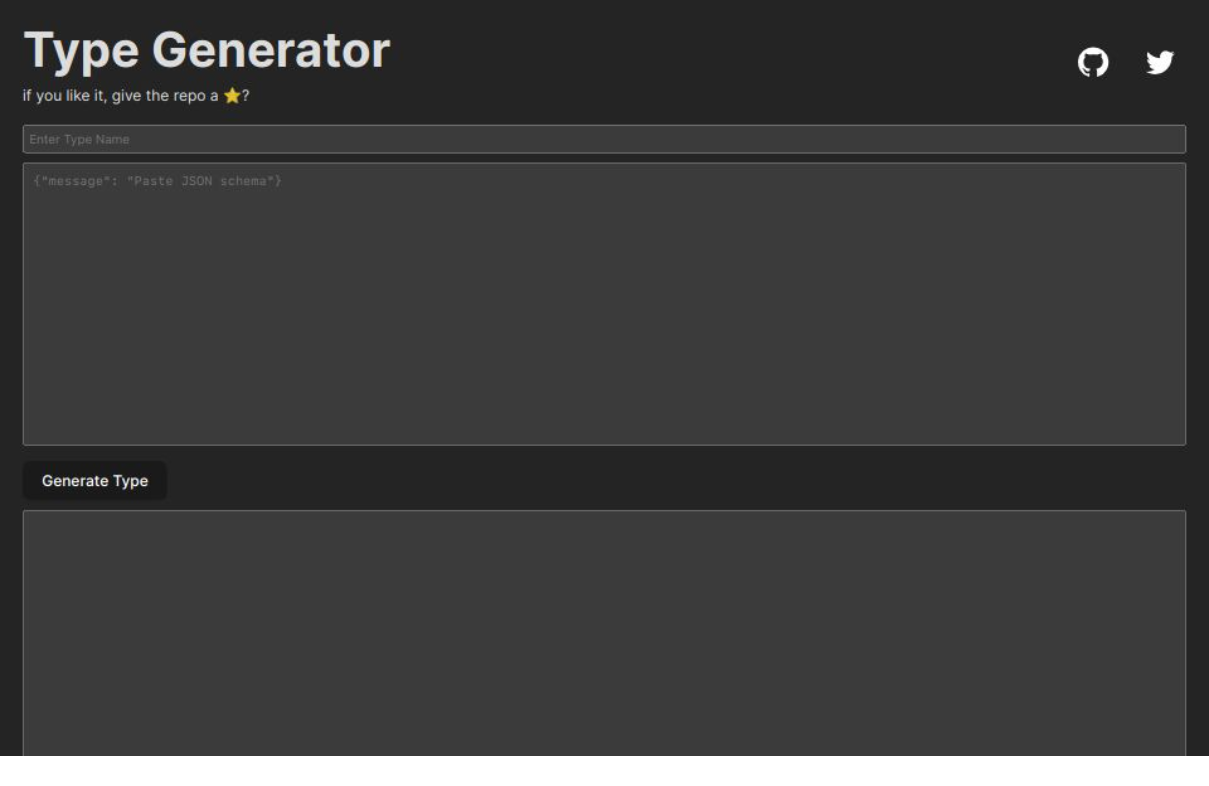 Type Generator
if you like it, give the repo a ⭐?
Enter Type Name
{"message": "Paste JSON schema"}
Generate Type